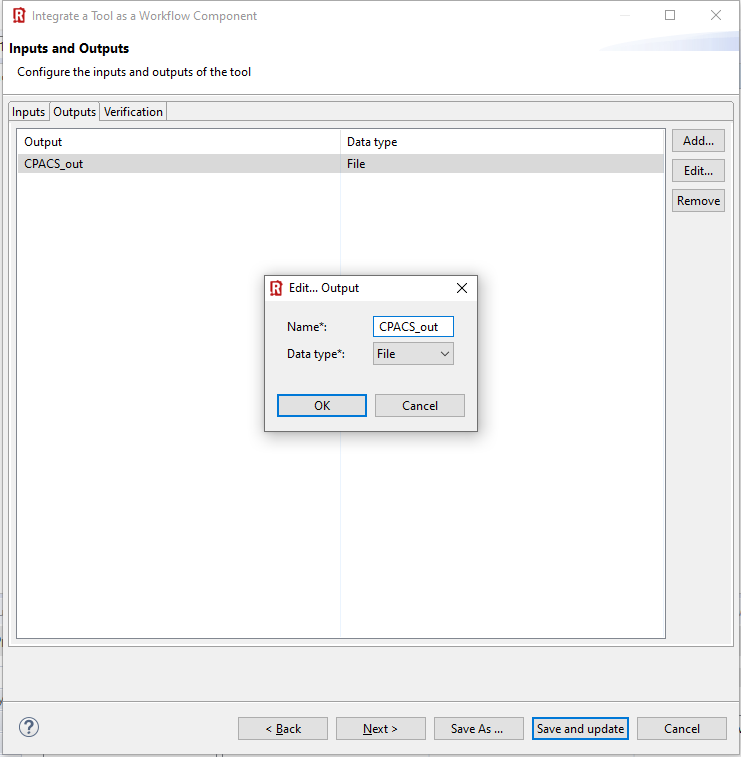 Integrate a Tool as a Workflow Component
Inputs and Outputs
Configure the inputs and outputs of the tool
Inputs Outputs Verification
Output Data type Add...
CPACS_out File Edit...
Remove
Edit... Output
Name*: CPACS_out
Data type*: File
OK Cancel
? < Back Next > Save As ... Save and update Cancel